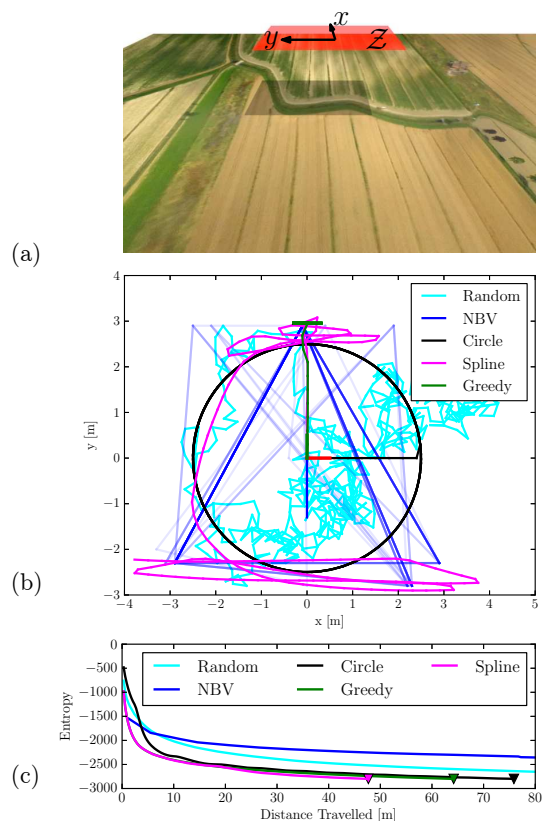 x
y
Z
(a)
4
3
2
1
0
−1
−2
−3
y [m]
Random
NBV
Circle
Spline
Greedy
−4 −3 −2 −1 0 1 2 3 4 5
x [m]
(b)
0
−500
−1000
−1500
−2000
−2500
−3000
Entropy
Random Circle Spline
NBV Greedy
0 10 20 30 40 50 60 70 80
Distance Travelled [m]
(c)